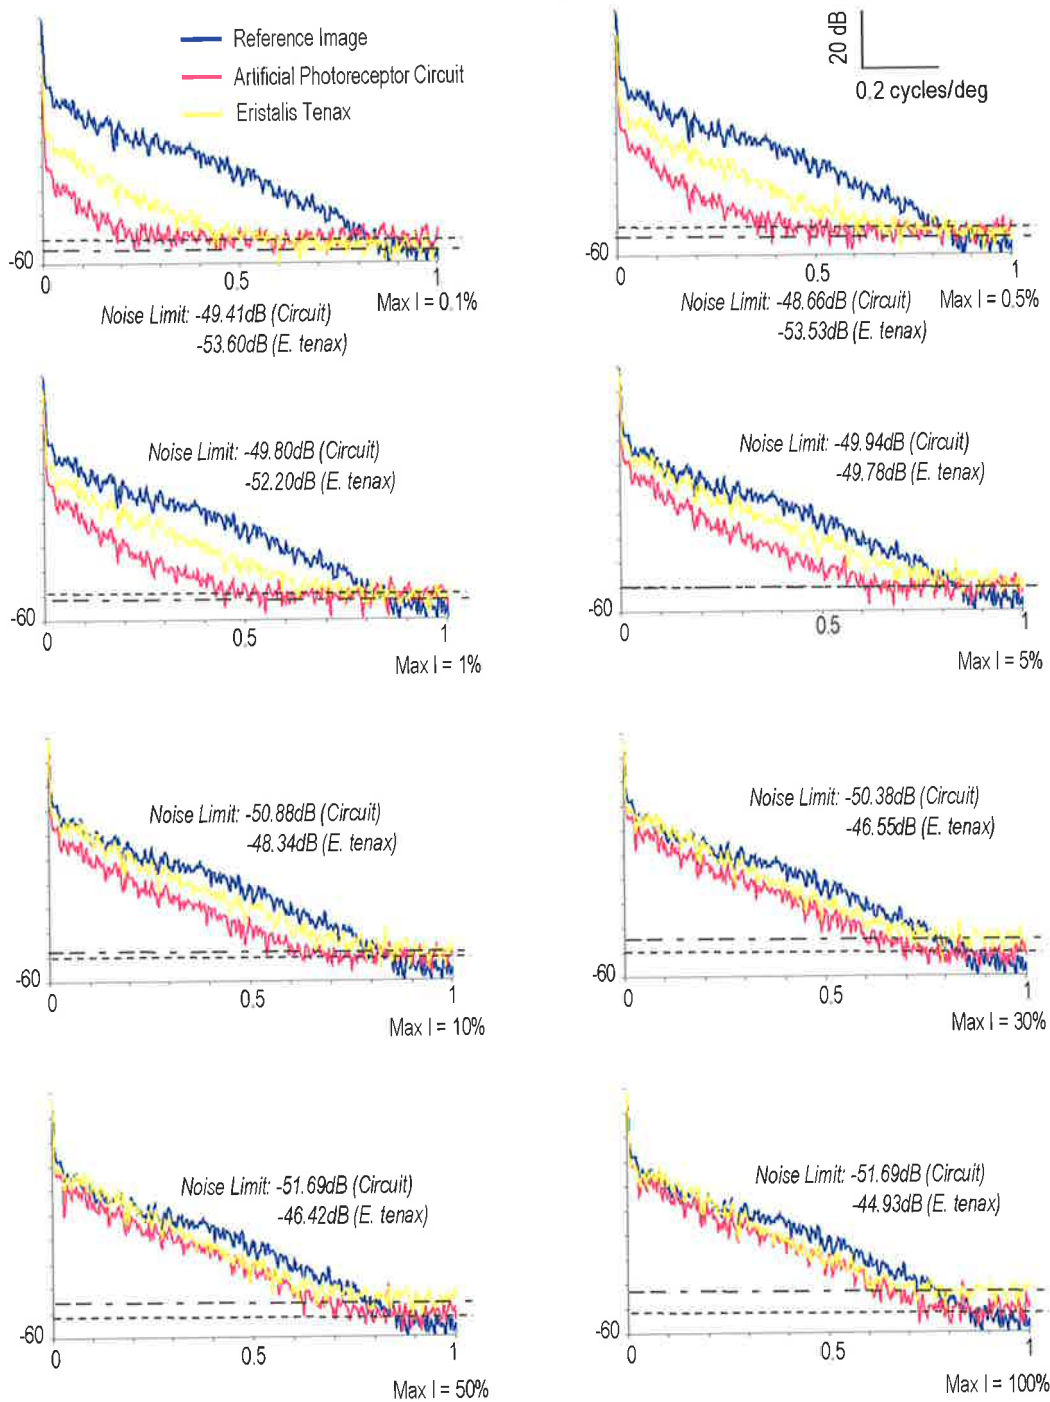 Reference Image
Artificial Photoreceptor Circuit
Eristalis Tenax
20 dB
0.2 cycles/deg
-60
0
0.5
1
Max I = 0.1%
Noise Limit: -49.41dB (Circuit)
-53.60dB (E. tenax)
-60
0
0.5
1
Noise Limit: -48.66dB (Circuit)
Max I = 0.5%
-53.53dB (E. tenax)
Noise Limit: -49.80dB (Circuit)
-52.20dB (E. tenax)
-60
0
0.5
1
Max I = 1%
Noise Limit: -49.94dB (Circuit)
-49.78dB (E. tenax)
-60
0
0.5
1
Max I = 5%
Noise Limit: -50.88dB (Circuit)
-48.34dB (E. tenax)
-60
0
0.5
1
Max I = 10%
Noise Limit: -50.38dB (Circuit)
-46.55dB (E. tenax)
-60
0
0.5
1
Max I = 30%
Noise Limit: -51.69dB (Circuit)
-46.42dB (E. tenax)
-60
0
0.5
1
Max I = 50%
Noise Limit: -51.69dB (Circuit)
-44.93dB (E. tenax)
-60
0
0.5
1
Max I = 100%